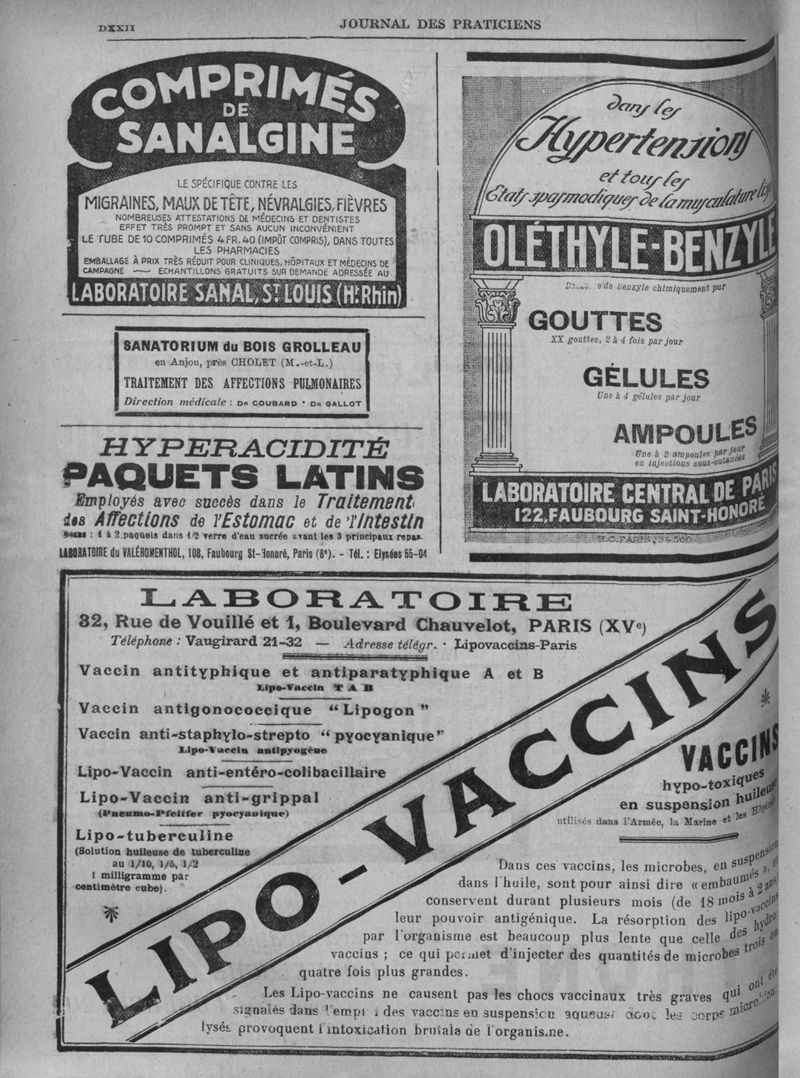 DXXII
JOURNAL DES PRATICIENS
COMPRIMÉS
DE
SANALGINE
LE SPÉCIFIQUE CONTRE LES
MIGRAINES, MAUX DE TÊTE, NÉVRALGIES, FIÈVRES
NOMBREUSES ATTESTATIONS DE MÉDECINS ET DENTISTES
EFFET TRÈS PROMPT ET SANS AUCUN INCONVÉNIENT
LE TUBE DE 10 COMPRIMÉS 4 FR. 40 (IMPÔT COMPRIS), DANS TOUTES
LES PHARMACIES
EMBALLAGE À PRIX TRÈS RÉDUIT POUR CLINIQUES, HÔPITAUX ET MÉDECINS DE
CAMPAGNE — ECHANTILLONS GRATUITS SUR DEMANDE ADRESSÉE AU
LABORATOIRE SANAL, St LOUIS (Ht Rhin)
SANATORIUM du BOIS GROLLEAU
en Anjou, près CHOLET (M.-et-L.)
TRAITEMENT DES AFFECTIONS PULMONAIRES
Direction médicale : DR COUBARD * DR GALLOT
HYPERACIDITÉ
PAQUETS LATINS
Employés avec succès dans le Traitement
des Affections de l'Estomac et de l'Intestin
1 à 2 paquets dans 1/2 verre d'eau sucrée avant les 3 principaux repas.
LABORATOIRE du VALÉROMENTHOL, 108, Faubourg St-Honoré, Paris (8e). - Tél. : Elysées 55-04
dans les
Hypertensions
et tous les
États spasmodiques de la musculature
OLÉTHYLE-BENZYLE
de Benzyle chimiquement pur
GOUTTES
XX gouttes, 2 à 4 fois par jour
GÉLULES
Une à 4 gélules par jour
AMPOULES
Une à 2 ampoules par jour
en injections sous-cutanées
LABORATOIRE CENTRAL DE PARIS
122, FAUBOURG SAINT-HONORÉ
R.C. PARIS
LABORATOIRE
32, Rue de Vouillé et 1, Boulevard Chauvelot, PARIS (XVe)
Téléphone : Vaugirard 21-32 — Adresse télégr. · Lipovaccins-Paris
Vaccin antityphique et antiparatyphique A et B
Lipo-Vaccin T A B
Vaccin antigonococcique “Lipogon”
Vaccin anti-staphylo-strepto “pyocyanique”
Lipo-Vaccin antipyogène
Lipo-Vaccin anti-entéro-colibacillaire
Lipo-Vaccin anti-grippal
(Pneumo-Pfeiffer pyocyanique)
Lipo-tuberculine
(Solution huileuse de tuberculine
au 1/10, 1/5, 1/2
1 milligramme par
centimètre cube).
LIPO-VACCINS
VACCINS
hypo-toxiques
en suspension huileuse
utilisés dans l'Armée, la Marine et les Hôpitaux
Dans ces vaccins, les microbes, en suspension
dans l'huile, sont pour ainsi dire « embaumés »,
conservent durant plusieurs mois (de 18 mois à 2 ans
leur pouvoir antigénique. La résorption des lipo-vaccins
par l'organisme est beaucoup plus lente que celle des hydro-
vaccins ; ce qui permet d'injecter des quantités de microbes trois ou
quatre fois plus grandes.
Les Lipo-vaccins ne causent pas les chocs vaccinaux très graves qui ont été
signalés dans l'emploi des vaccins en suspension aqueuse dont les corps
lysés provoquent l'intoxication brutale de l'organisme.